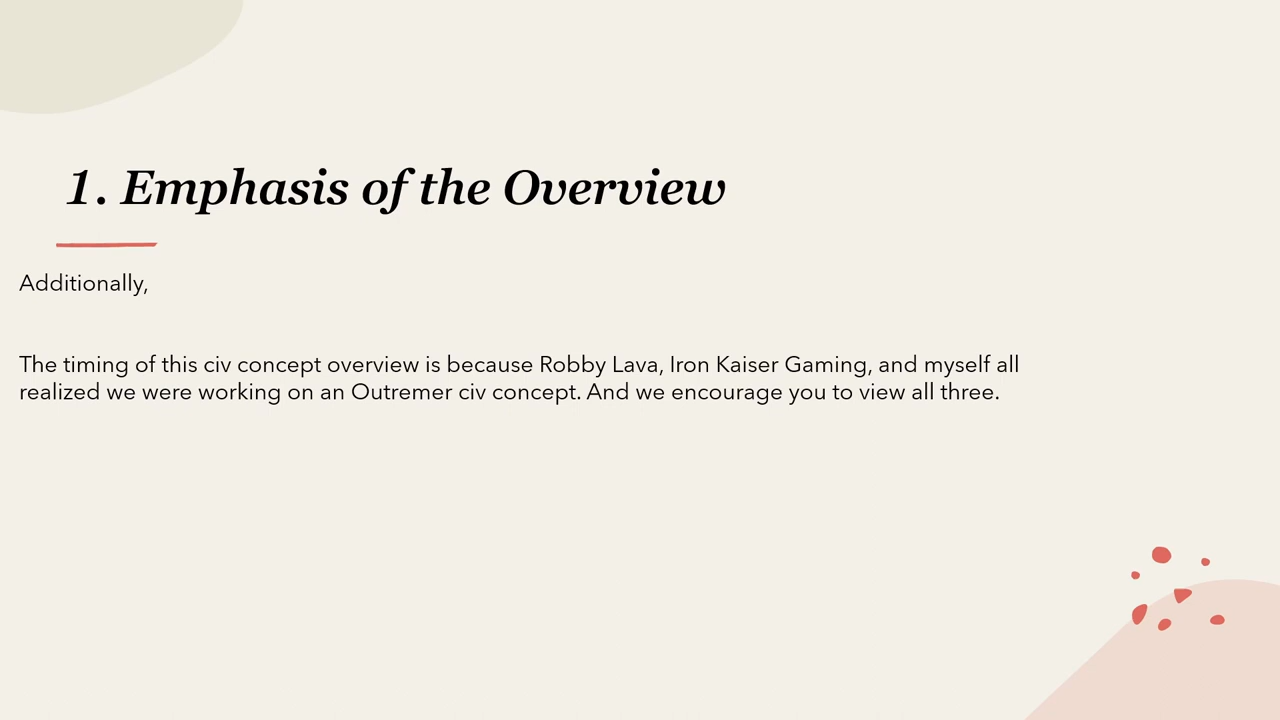 1. Emphasis of the Overview
Additionally,
The timing of this civ concept overview is because Robby Lava, Iron Kaiser Gaming, and myself all
realized we were working on an Outremer civ concept. And we encourage you to view all three.